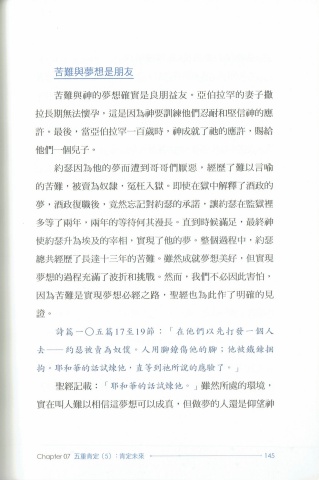 苦難與夢想是朋友
苦難與神的夢想確實是良朋益友。亞伯拉罕的妻子撒
拉長期無法懷孕，這是因為神要訓練他們忍耐和堅信神的應
許。最後，當亞伯拉罕一百歲時，神成就了祂的應許，賜給
他們一個兒子。
約瑟因為他的夢而遭到哥哥們厭惡，經歷了難以言喻
的苦難，被賣為奴隸，冤枉入獄。即使在獄中解釋了酒政的
夢，酒政復職後，竟然忘記對約瑟的承諾，讓約瑟在監獄裡
多等了兩年，兩年的等待何其漫長。直到時候滿足，最終神
使約瑟升為埃及的宰相，實現了他的夢。整個過程中，約瑟
總共經歷了長達十三年的苦難。雖然成就夢想美好，但實現
夢想的過程充滿了波折和挑戰。然而，我們不必因此害怕，
因為苦難是實現夢想必經之路，聖經也為此作了明確的見
證。
詩篇一〇五篇17至19節：「在他們以先打發一個人
去——約瑟被賣為奴僕。人用腳鐐傷他的腳；他被鐵鍊捆
拘。耶和華的話試煉他，直等到祂所說的應驗了。」
聖經記載：「耶和華的話試煉他。」雖然所處的環境，
實在叫人難以相信這夢想可以成真，但做夢的人還是仰望神
Chapter 07 五重肯定（5）：肯定未來 145